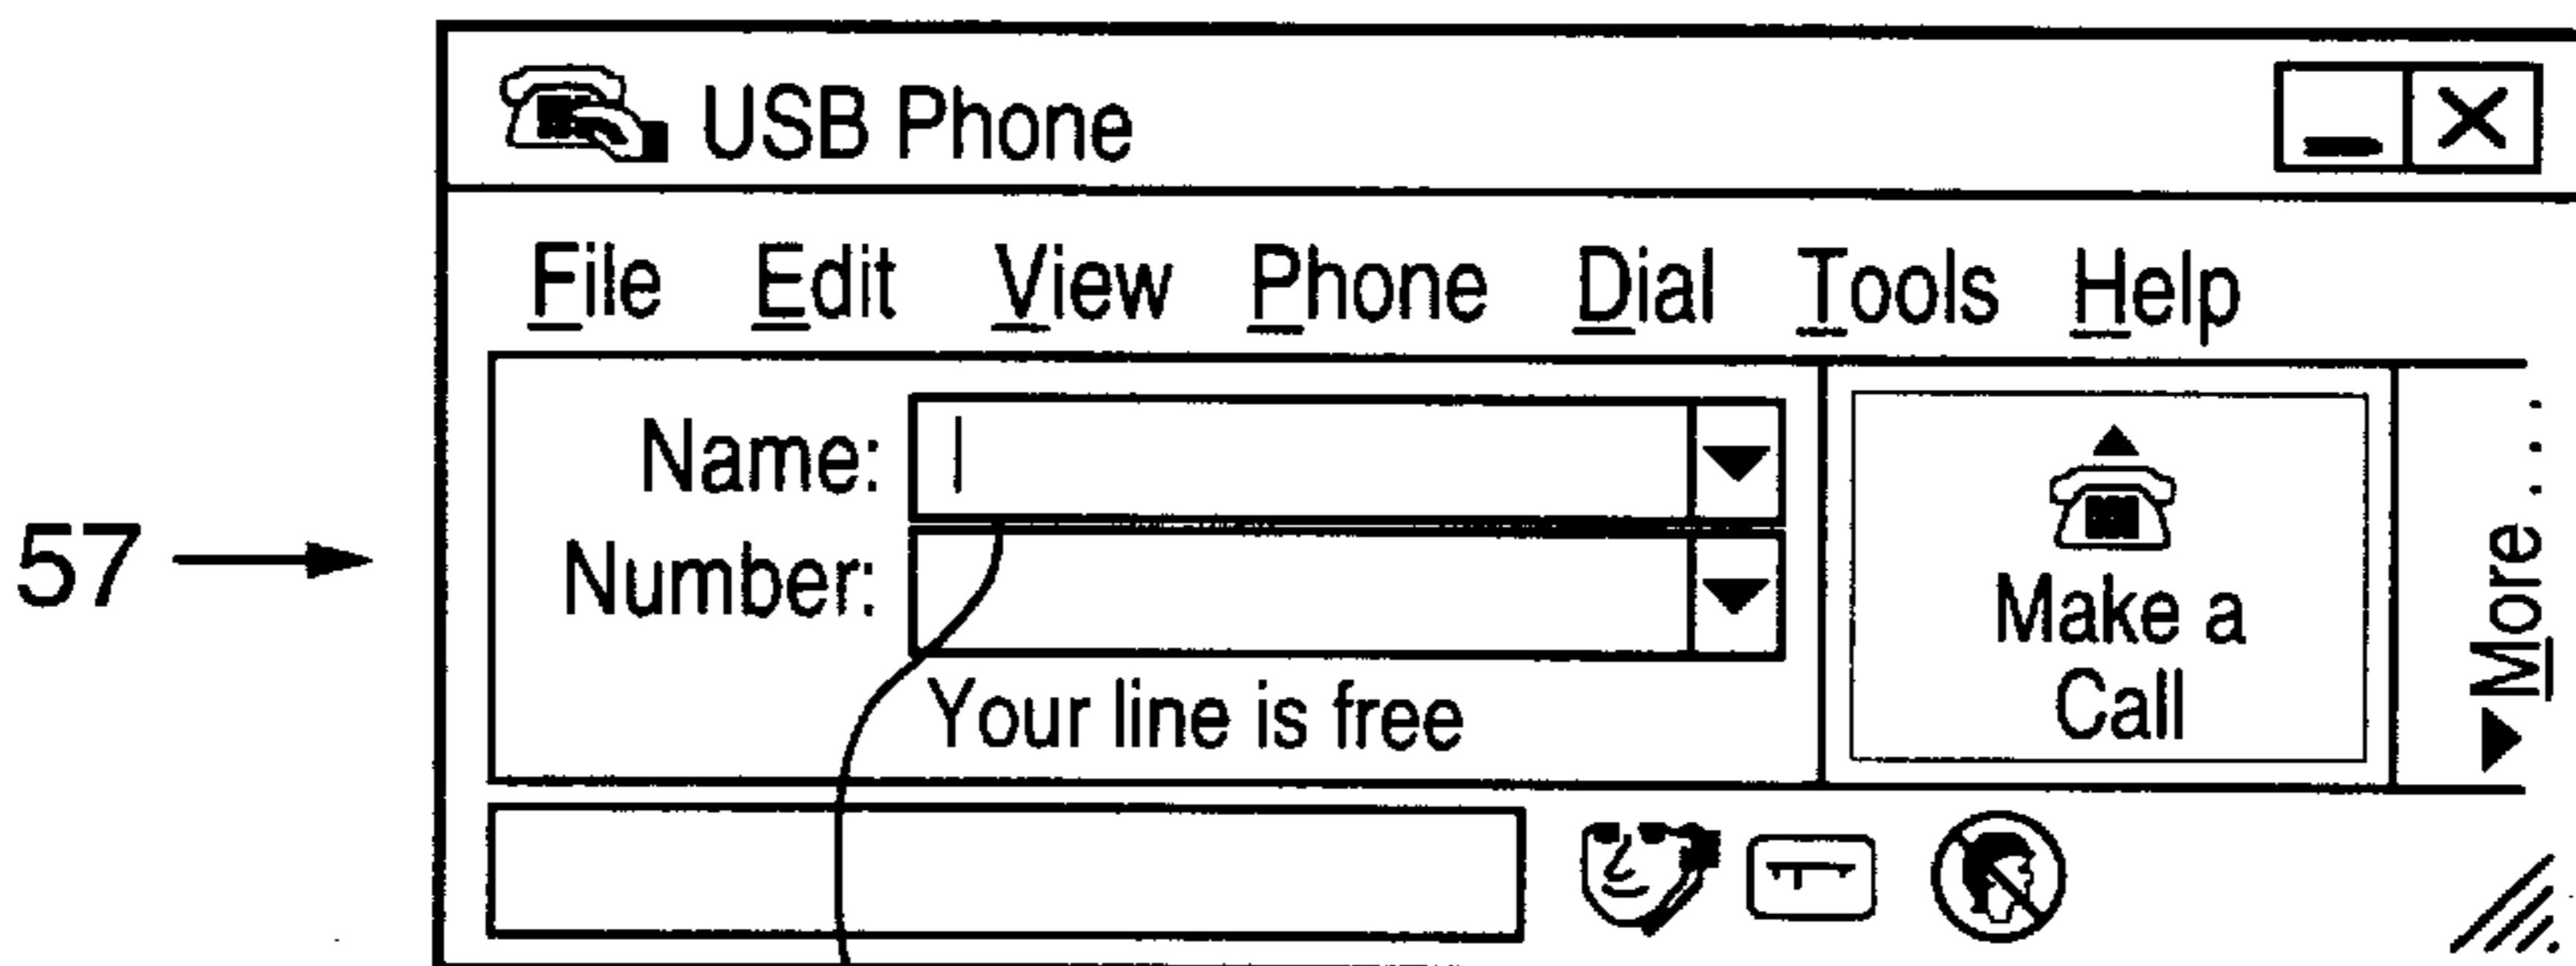 USB Phone
File Edit View Phone Dial Tools Help
Name:
57
Number:
Your line is free
Make a
Call
More ....